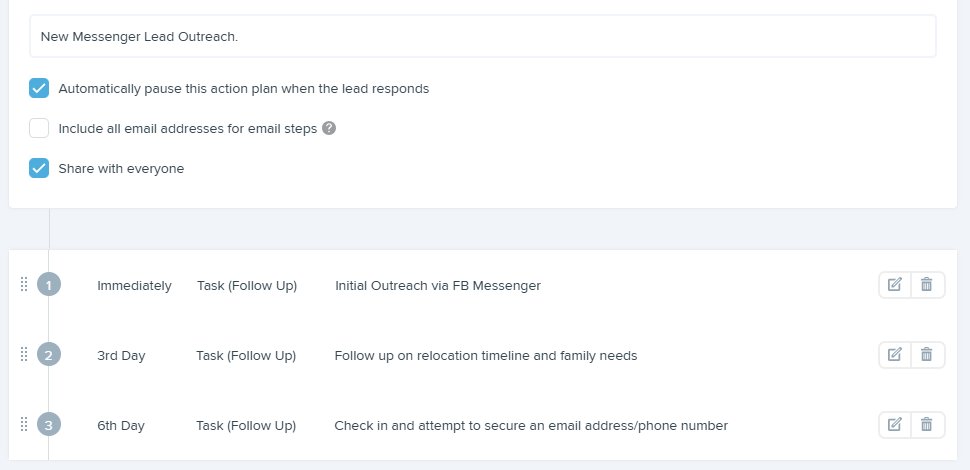 New Messenger Lead Outreach.
Automatically pause this action plan when the lead responds
Include all email addresses for email steps ?
Share with everyone
1 Immediately Task (Follow Up) Initial Outreach via FB Messenger
2 3rd Day Task (Follow Up) Follow up on relocation timeline and family needs
3 6th Day Task (Follow Up) Check in and attempt to secure an email address/phone number